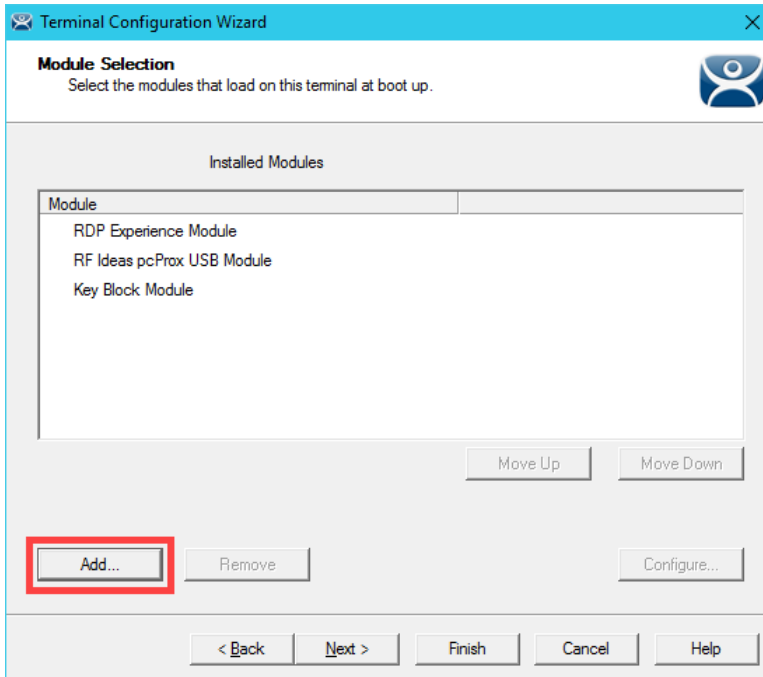 Terminal Configuration Wizard
Module Selection
Select the modules that load on this terminal at boot up.
Installed Modules
Module
RDP Experience Module
RF Ideas pcProx USB Module
Key Block Module
Move Up Move Down
Add... Remove Configure...
< Back Next > Finish Cancel Help